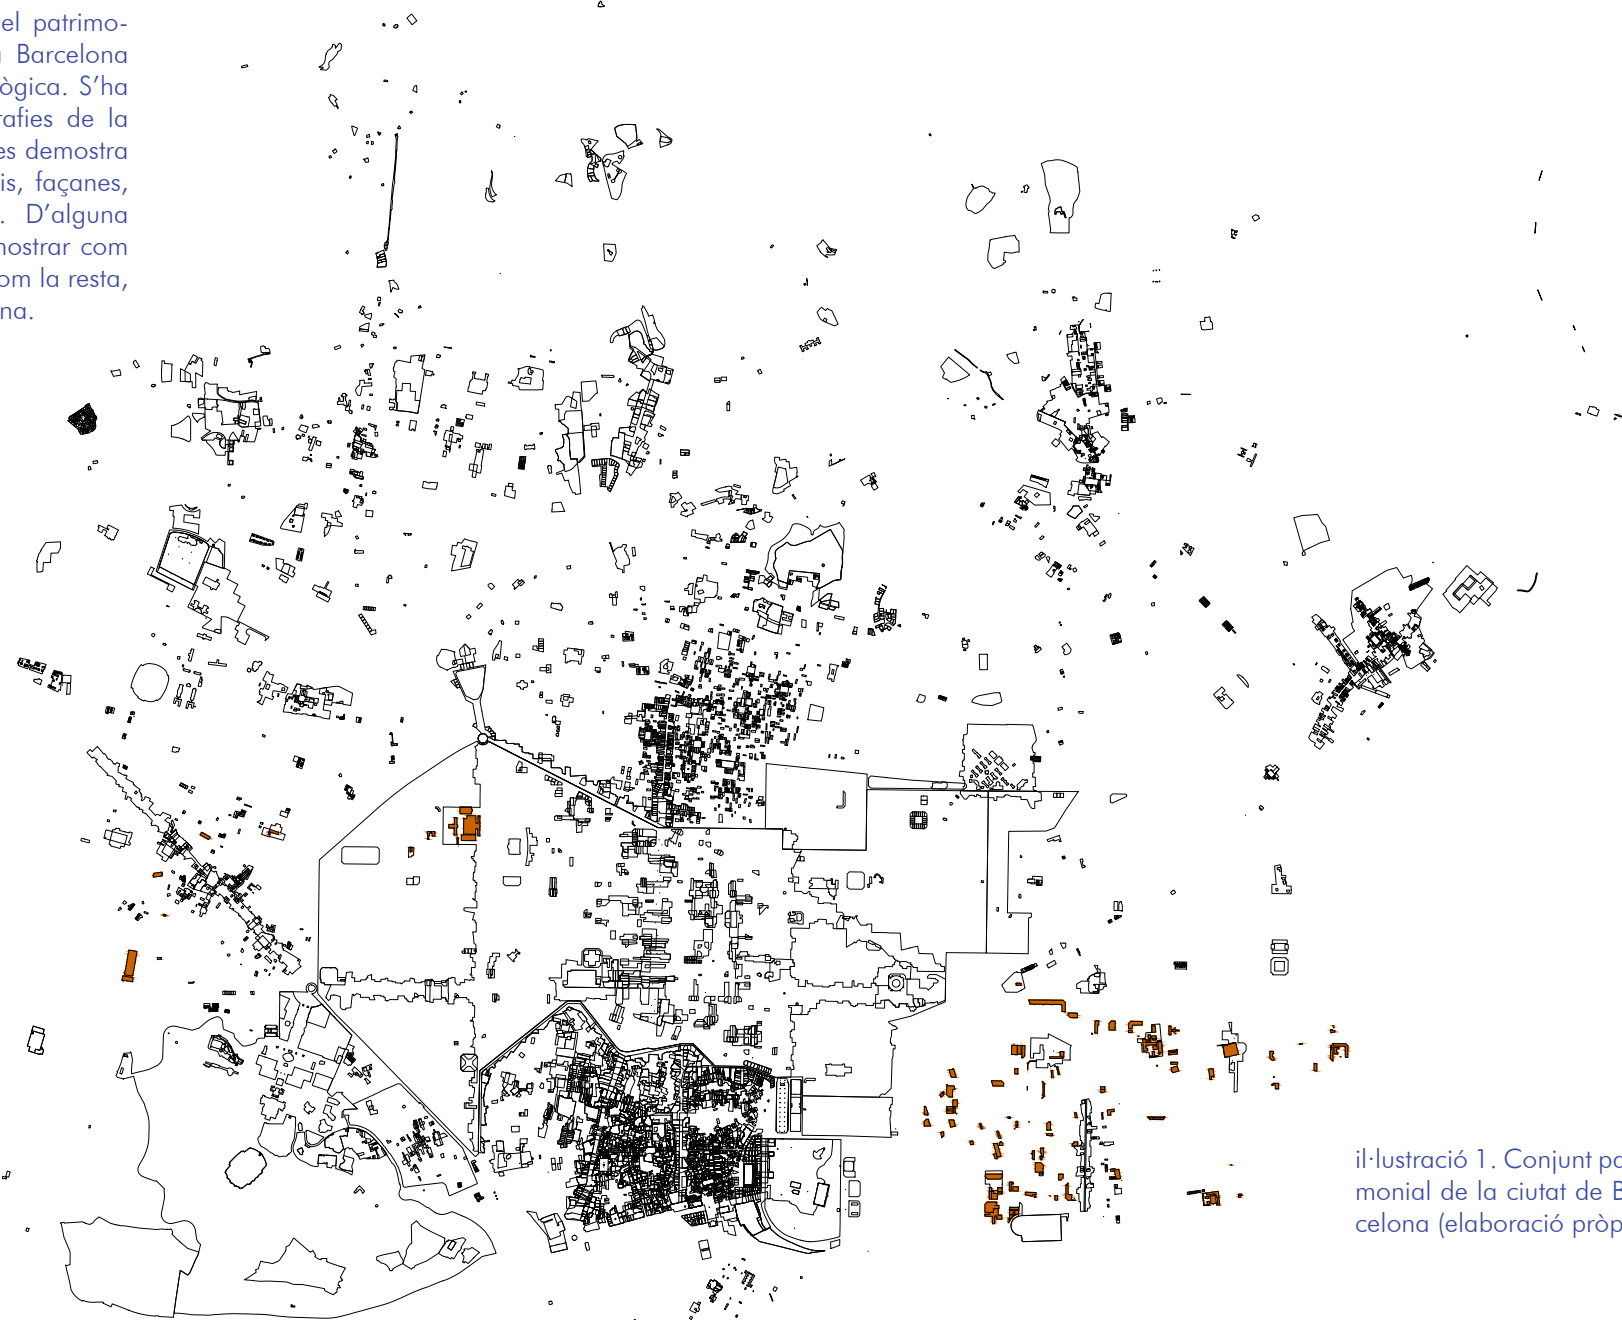 el patrimo-
Barcelona
ògica. S’ha
rafies de la
es demostra
is, façanes,
. D’alguna
mostrar com
om la resta,
na.
il·lustració 1. Conjunt pa
monial de la ciutat de B
celona (elaboració pròp